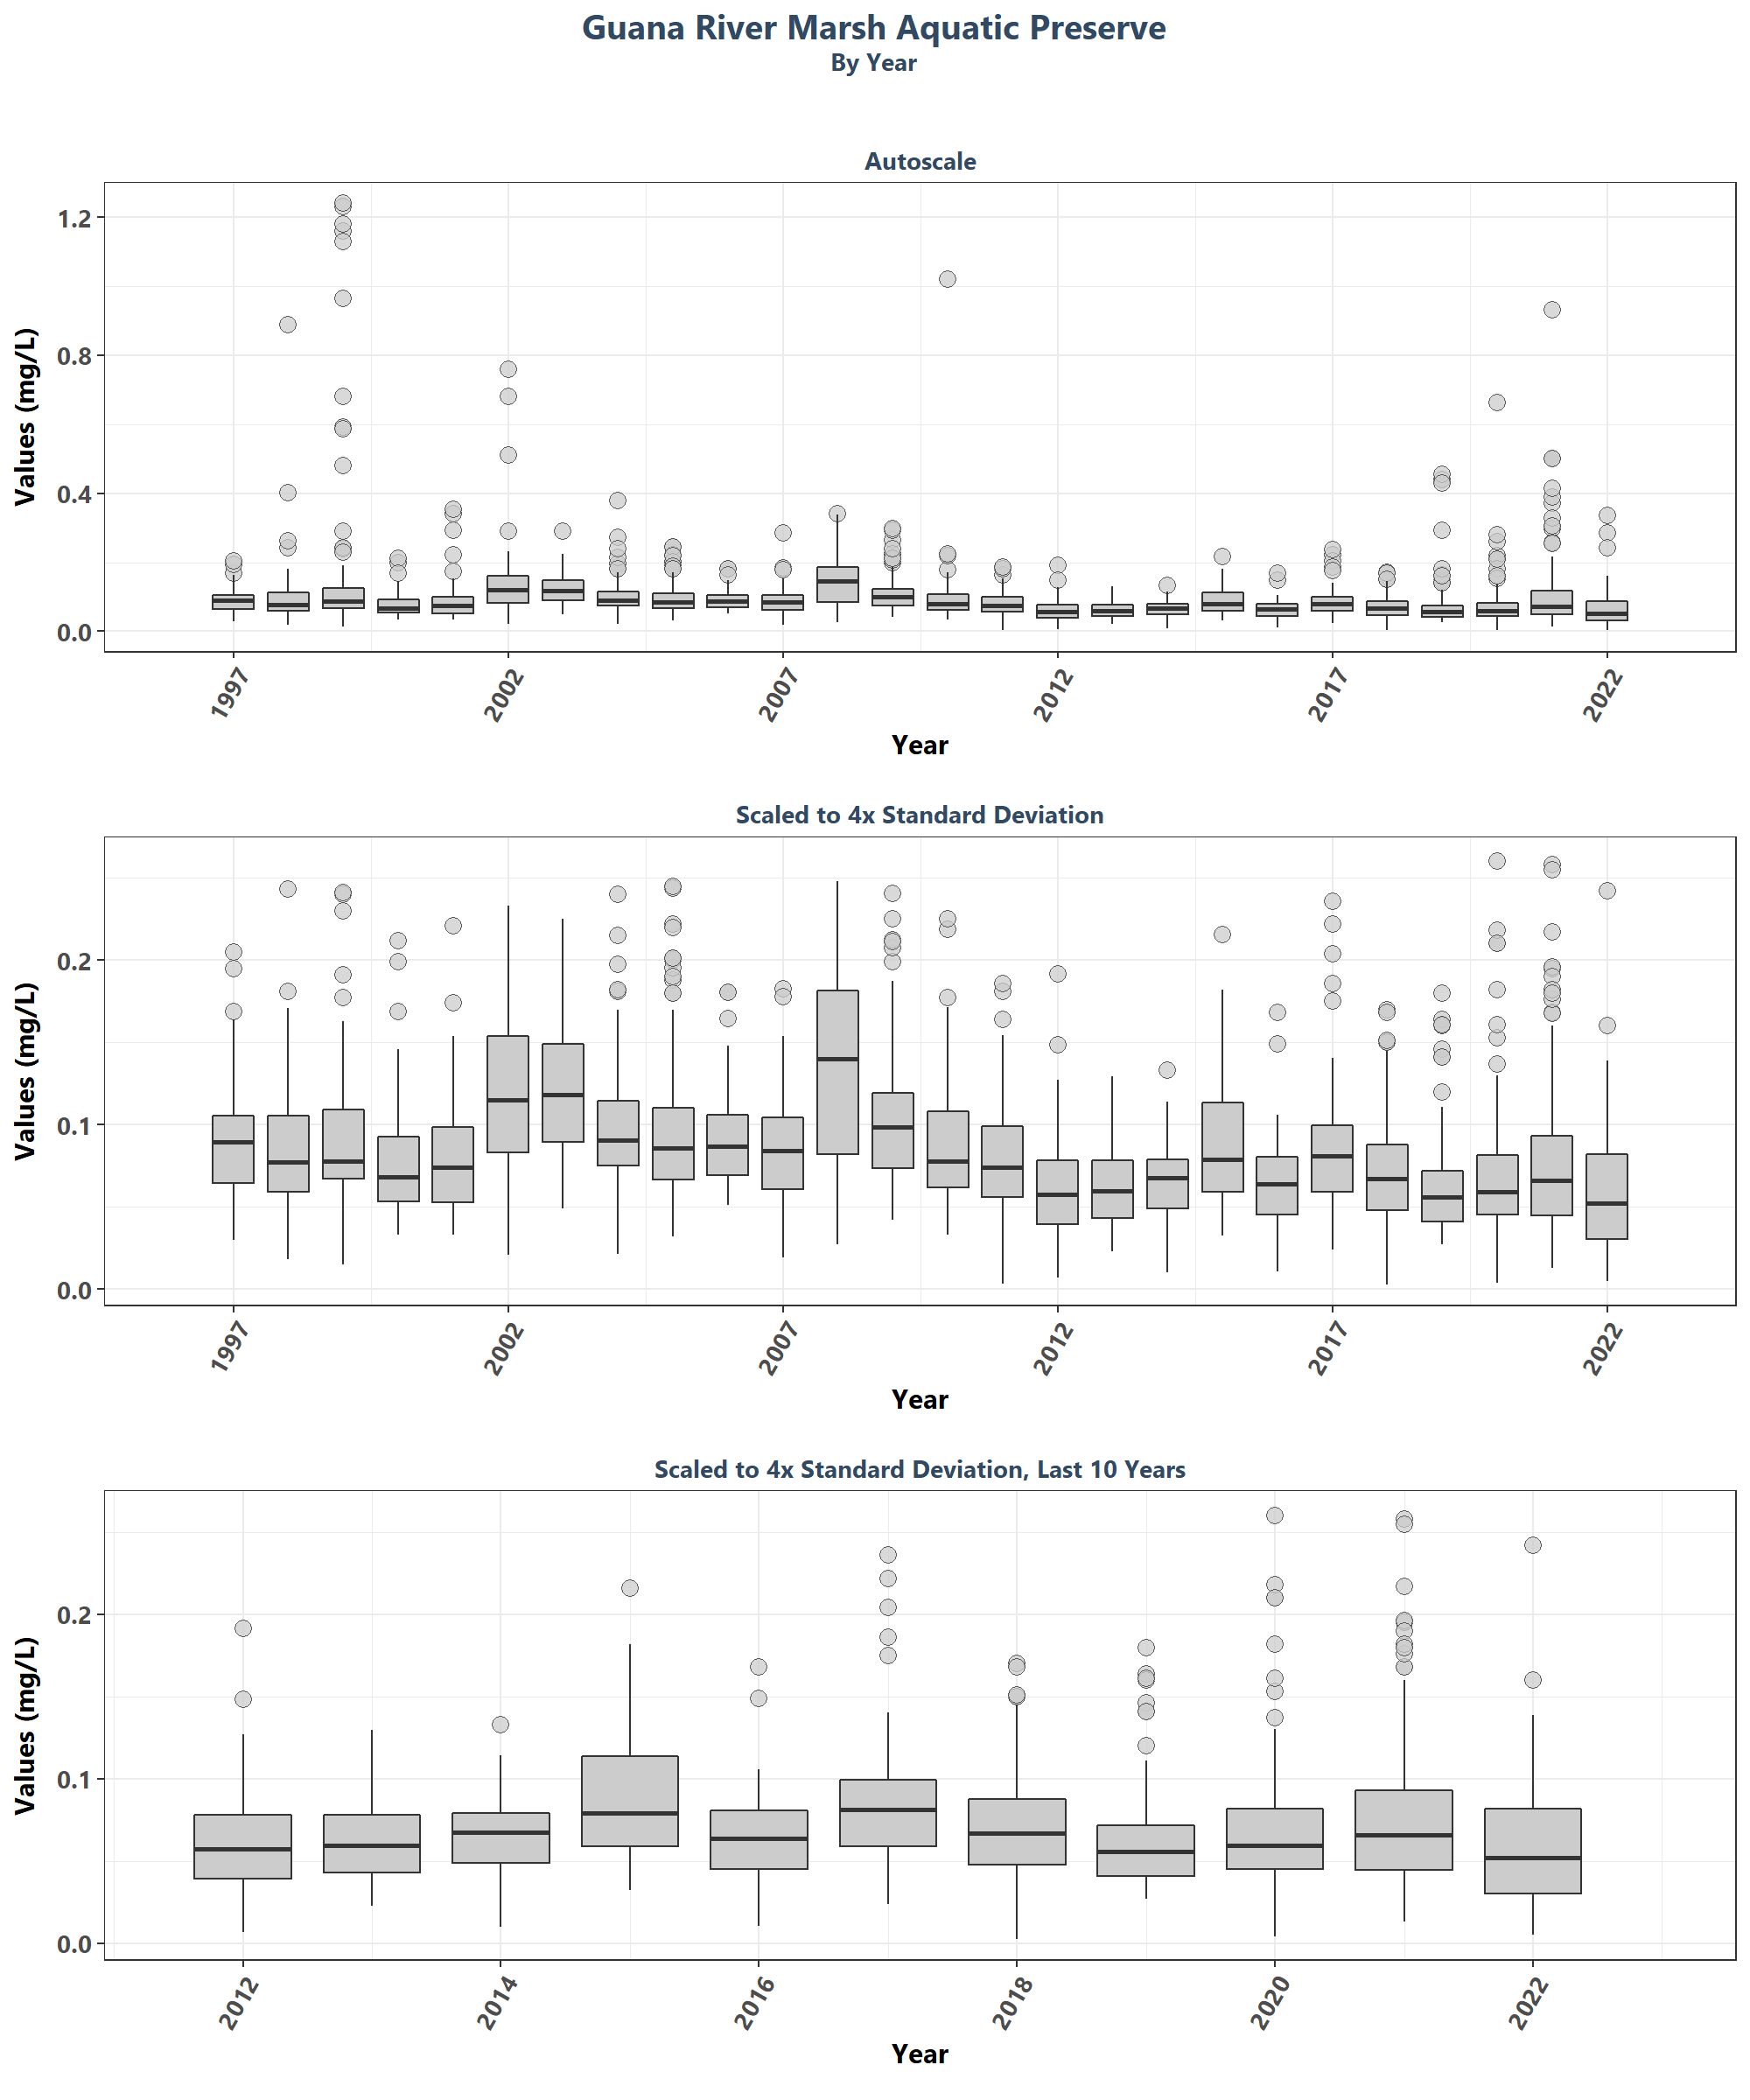 Guana River Marsh Aquatic Preserve
By Year
Autoscale
Values (mg/L)
1.2
0.8
0.4
0.0
1997 2002 2007 2012 2017 2022
Year
Scaled to 4x Standard Deviation
Values (mg/L)
0.2
0.1
0.0
1997 2002 2007 2012 2017 2022
Year
Scaled to 4x Standard Deviation, Last 10 Years
Values (mg/L)
0.2
0.1
0.0
2012 2014 2016 2018 2020 2022
Year